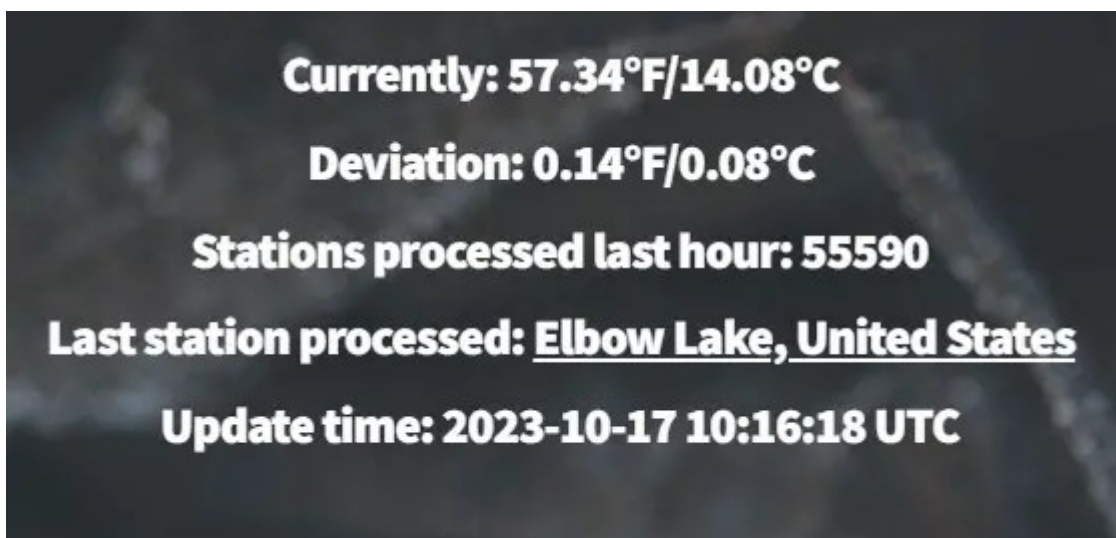 Currently: 57.34°F/14.08°C
Deviation: 0.14°F/0.08°C
Stations processed last hour: 55590
Last station processed: Elbow Lake, United States
Update time: 2023-10-17 10:16:18 UTC